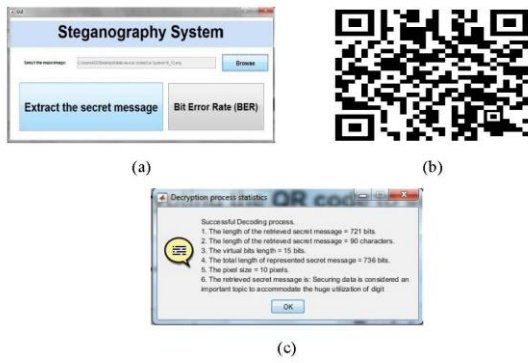 GUI
Steganography System
Select the stego image:
Browse
Extract the secret message
Bit Error Rate (BER)
(a)
(b)
Decryption process statistics
Successful Decoding process.
1. The length of the retrieved secret message = 721 bits.
2. The length of the retrieved secret message = 90 characters.
3. The virtual bits length = 15 bits.
4. The total length of represented secret message = 736 bits.
5. The pixel size = 10 pixels.
6. The retrieved secret message is: Securing data is considered an
important topic to accommodate the huge utilization of digit
OK
(c)